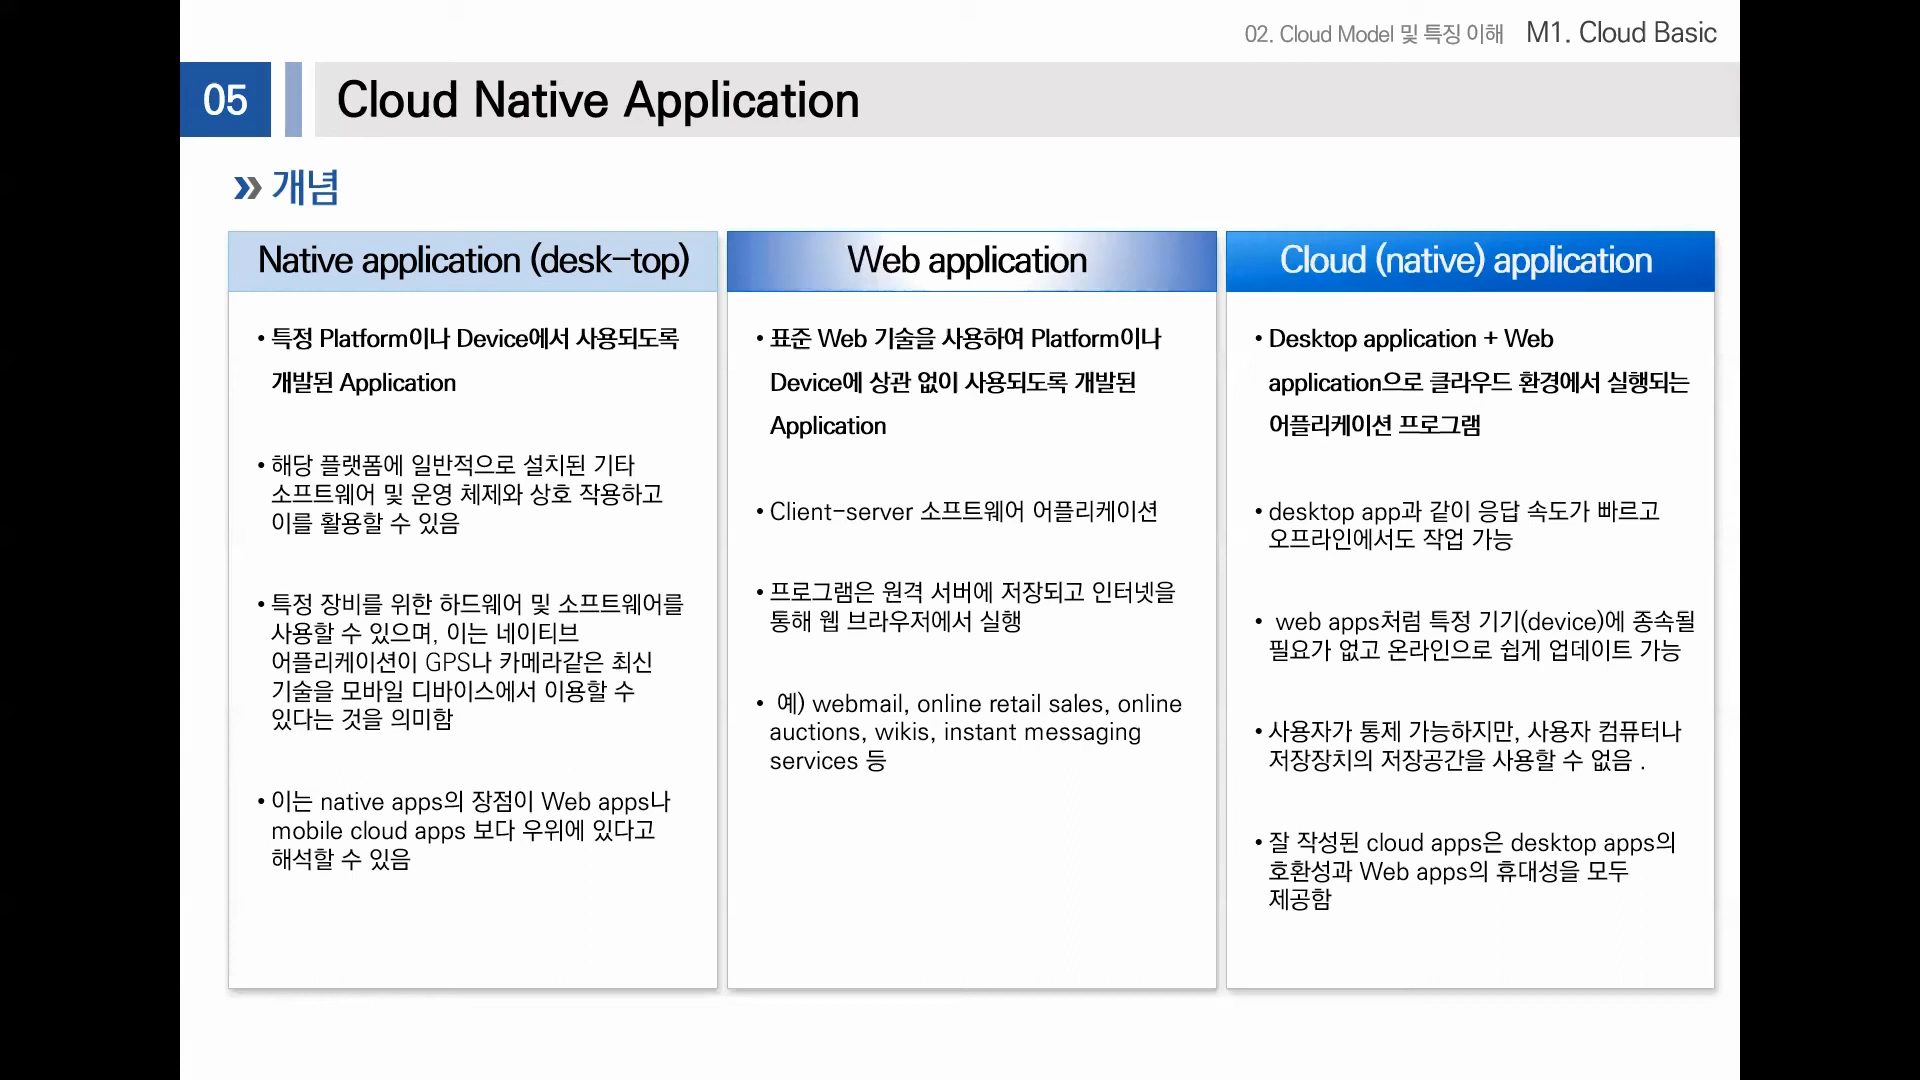 02. Cloud Model 및 특징 이해 M1. Cloud Basic
05 Cloud Native Application
개념
Native application (desk-top)
• 특정 Platform이나 Device에서 사용되도록
개발된 Application
• 해당 플랫폼에 일반적으로 설치된 기타
소프트웨어 및 운영 체제와 상호 작용하고
이를 활용할 수 있음
• 특정 장비를 위한 하드웨어 및 소프트웨어를
사용할 수 있으며, 이는 네이티브
어플리케이션이 GPS나 카메라같은 최신
기술을 모바일 디바이스에서 이용할 수
있다는 것을 의미함
• 이는 native apps의 장점이 Web apps나
mobile cloud apps 보다 우위에 있다고
해석할 수 있음
Web application
• 표준 Web 기술을 사용하여 Platform이나
Device에 상관 없이 사용되도록 개발된
Application
• Client-server 소프트웨어 어플리케이션
• 프로그램은 원격 서버에 저장되고 인터넷을
통해 웹 브라우저에서 실행
• 예) webmail, online retail sales, online
auctions, wikis, instant messaging
services 등
Cloud (native) application
• Desktop application + Web
application으로 클라우드 환경에서 실행되는
어플리케이션 프로그램
• desktop app과 같이 응답 속도가 빠르고
오프라인에서도 작업 가능
• web apps처럼 특정 기기(device)에 종속될
필요가 없고 온라인으로 쉽게 업데이트 가능
• 사용자가 통제 가능하지만, 사용자 컴퓨터나
저장장치의 저장공간을 사용할 수 없음 .
• 잘 작성된 cloud apps은 desktop apps의
호환성과 Web apps의 휴대성을 모두
제공함